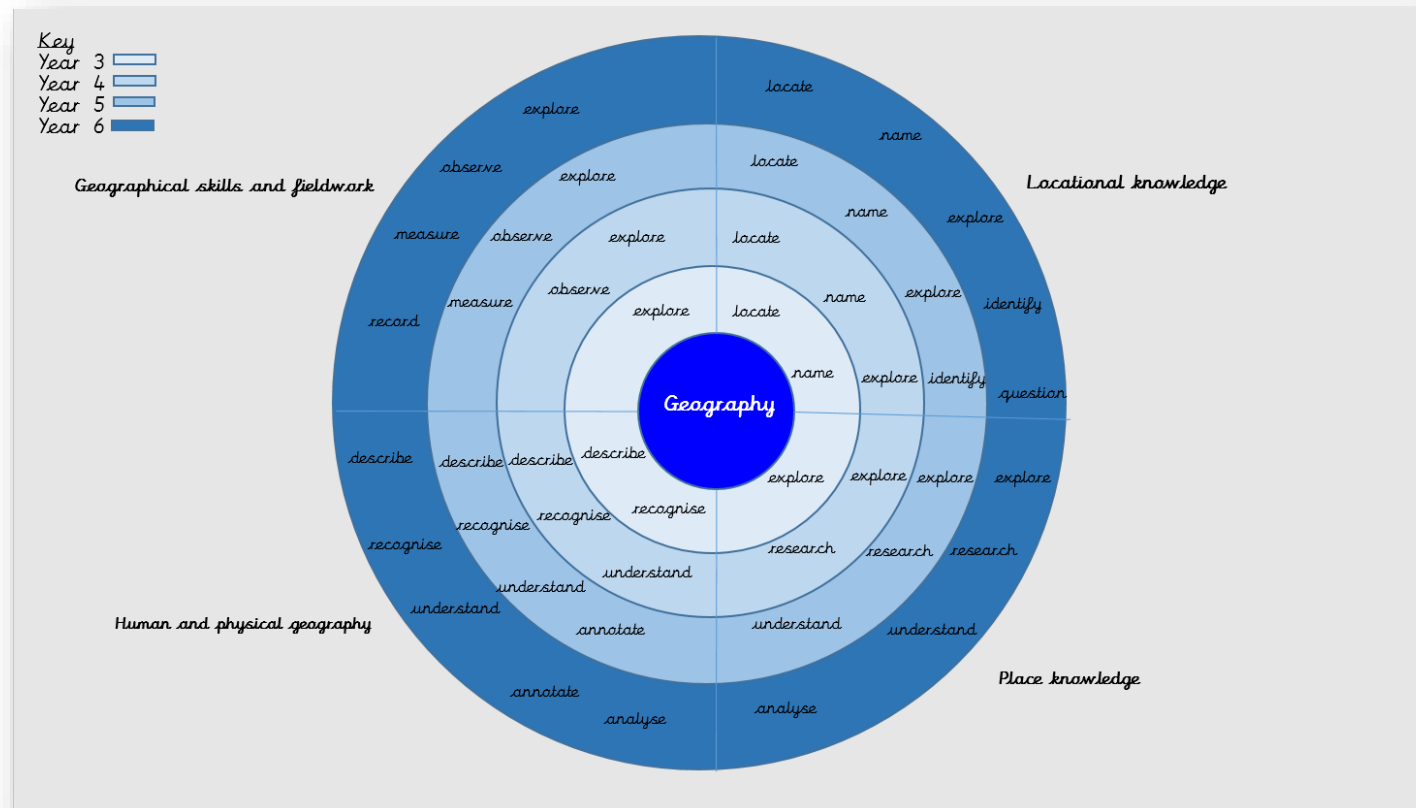 Key
Year 3
Year 4
Year 5
Year 6
Geographical skills and fieldwork
explore
observe
measure
record
explore
observe
measure
explore
observe
explore
Locational knowledge
locate
name
explore
identify
question
locate
name
explore
identify
locate
name
explore
locate
name
Geography
Human and physical geography
describe
recognise
understand
annotate
analyse
describe
recognise
understand
annotate
describe
recognise
understand
describe
recognise
Place knowledge
explore
research
understand
analyse
explore
research
understand
explore
research
explore